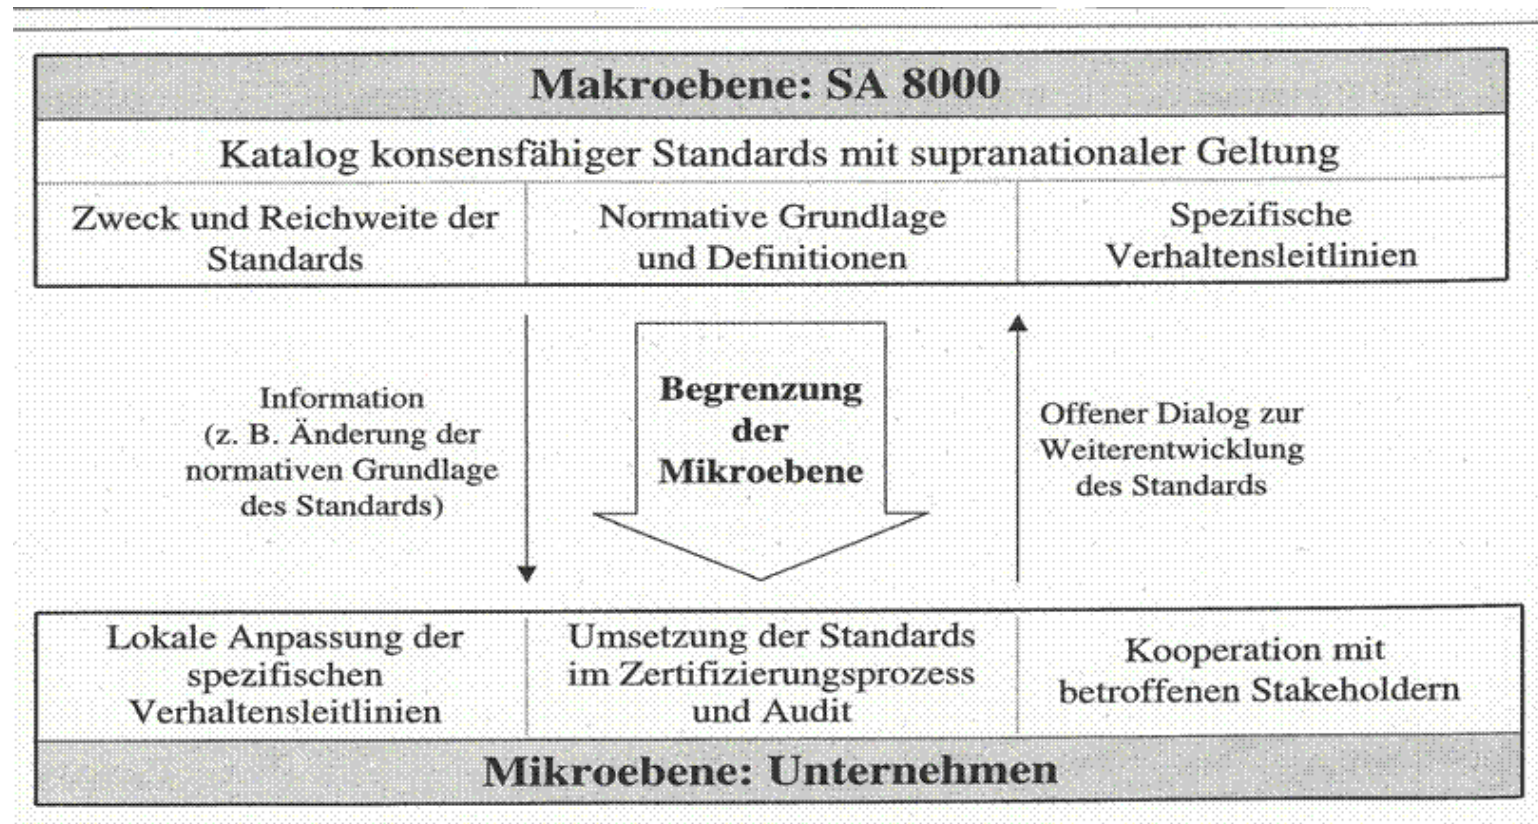 Makroebene: SA 8000
Katalog konsensfähiger Standards mit supranationaler Geltung
Zweck und Reichweite der
Standards
Normative Grundlage
und Definitionen
Spezifische
Verhaltensleitlinien
Information
(z. B. Änderung der
normativen Grundlage
des Standards)
Begrenzung
der
Mikroebene
Offener Dialog zur
Weiterentwicklung
des Standards
Lokale Anpassung der
spezifischen
Verhaltensleitlinien
Umsetzung der Standards
im Zertifizierungsprozess
und Audit
Kooperation mit
betroffenen Stakeholdern
Mikroebene: Unternehmen